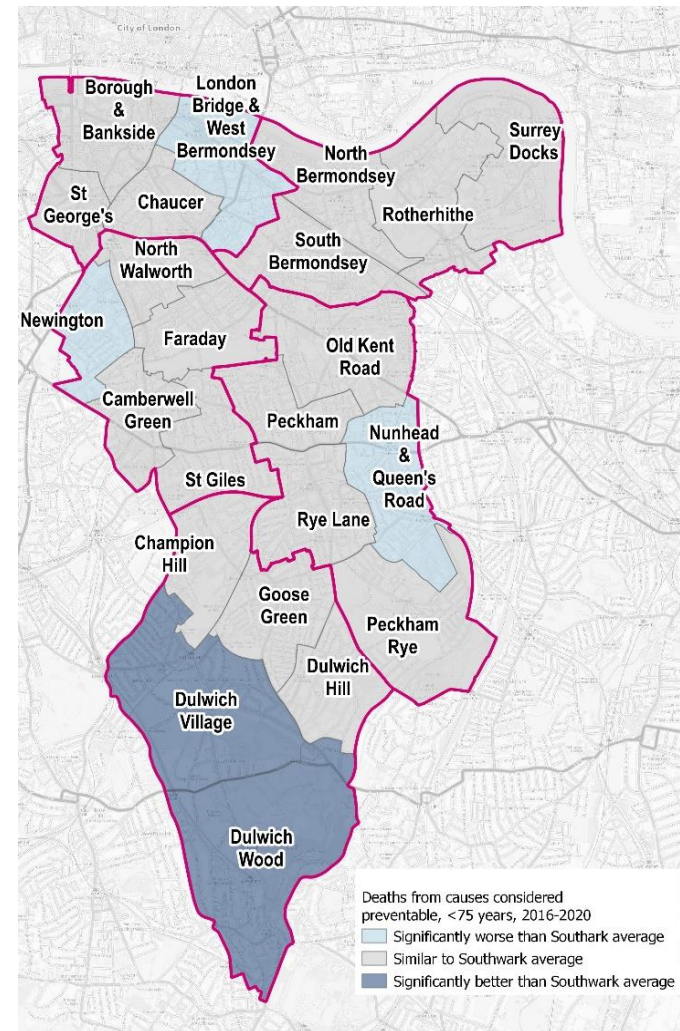 City of London
Borough
&
Bankside
London
Bridge &
West
Bermondsey
North
Bermondsey
Surrey
Docks
St
George's
Chaucer
Rotherhithe
South
Bermondsey
North
Walworth
Newington
Faraday
Old Kent
Road
Camberwell
Green
Peckham
Nunhead
&
Queen's
Road
St Giles
Rye Lane
Champion
Hill
Goose
Green
Peckham
Rye
Dulwich
Hill
Dulwich
Village
Dulwich
Wood
Deaths from causes considered
preventable, <75 years, 2016-2020
Significantly worse than Southark average
Similar to Southwark average
Significantly better than Southwark average